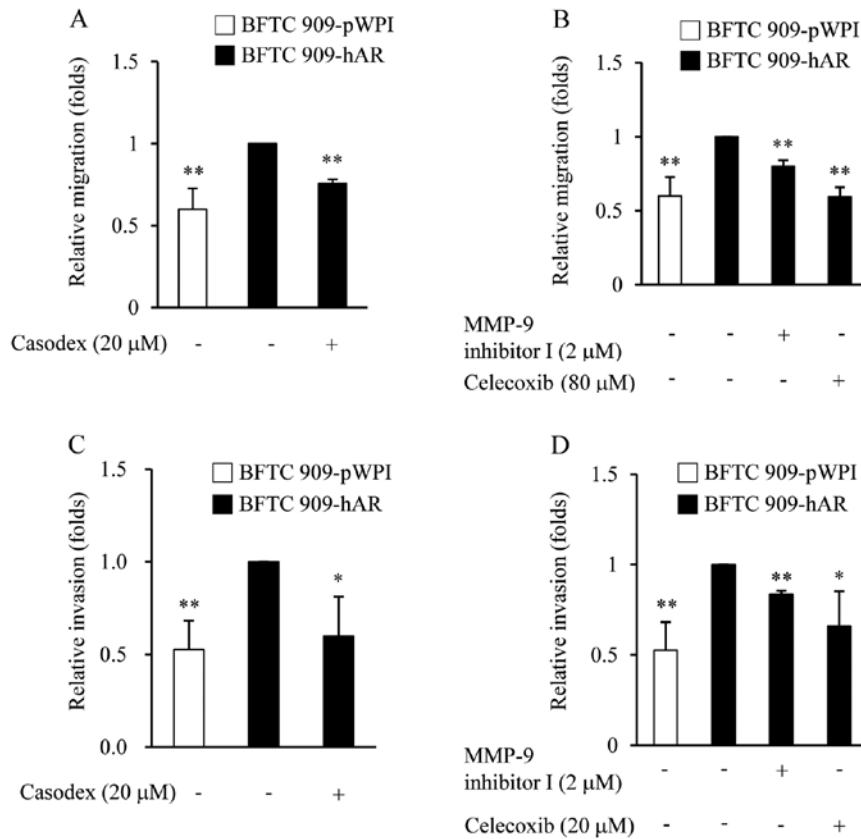 A
BFTC 909-pWPI
BFTC 909-hAR
Relative migration (folds)
1.5
1
0.5
0
**
**
Casodex (20 μM) - - +
B
BFTC 909-pWPI
BFTC 909-hAR
Relative migration (folds)
1.5
1
0.5
0
**
**
**
MMP-9
inhibitor I (2 μM) - - + -
Celecoxib (80 μM) - - - +
C
BFTC 909-pWPI
BFTC 909-hAR
Relative invasion (folds)
1.5
1.0
0.5
0.0
**
*
Casodex (20 μM) - - +
D
BFTC 909-pWPI
BFTC 909-hAR
Relative invasion (folds)
1.5
1
0.5
0
**
**
*
MMP-9
inhibitor I (2 μM) - - + -
Celecoxib (20 μM) - - - +